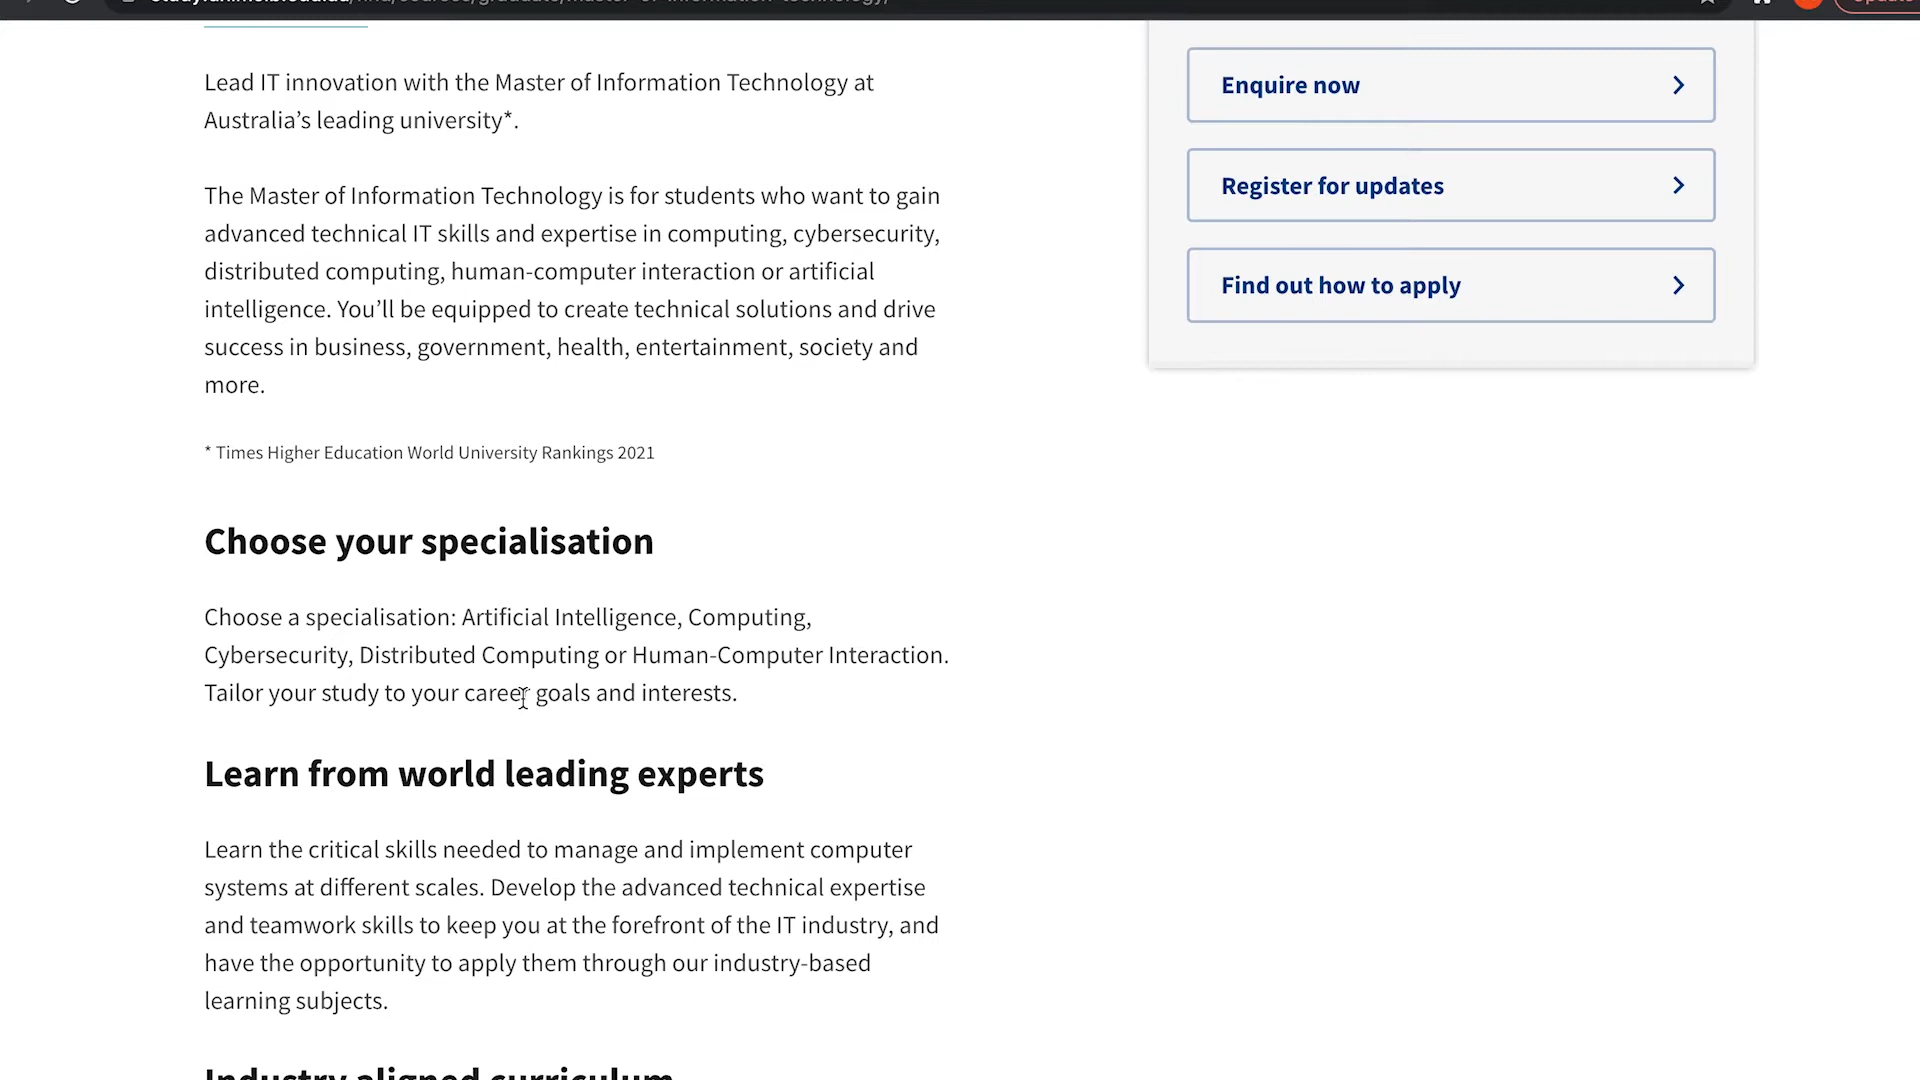 Lead IT innovation with the Master of Information Technology at
Australia’s leading university*.
The Master of Information Technology is for students who want to gain
advanced technical IT skills and expertise in computing, cybersecurity,
distributed computing, human-computer interaction or artificial
intelligence. You’ll be equipped to create technical solutions and drive
success in business, government, health, entertainment, society and
more.
* Times Higher Education World University Rankings 2021
Choose your specialisation
Choose a specialisation: Artificial Intelligence, Computing,
Cybersecurity, Distributed Computing or Human-Computer Interaction.
Tailor your study to your career goals and interests.
Learn from world leading experts
Learn the critical skills needed to manage and implement computer
systems at different scales. Develop the advanced technical expertise
and teamwork skills to keep you at the forefront of the IT industry, and
have the opportunity to apply them through our industry-based
learning subjects.
Industry aligned curriculum
Enquire now
Register for updates
Find out how to apply